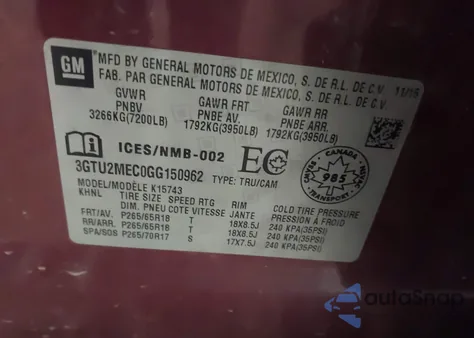 GM
MFD BY GENERAL MOTORS DE MEXICO, S. DE R.L. DE C.V.
FAB. PAR GENERAL MOTORS DE MEXICO, S. DE R.L. DE C.V.
GVWR GAWR FRT GAWR RR
PNBV PNBE AV. PNBE ARR.
3266KG(7200LB) 1792KG(3950LB) 1792KG(3950LB)
ICES/NMB-002 EC
CANADA
985
TRANSPORT
3GTU2MEC0GG150962 TYPE: TRU/CAM
MODEL/MODÈLE K15743
KHNL TIRE SIZE SPEED RTG RIM COLD TIRE PRESSURE
DIM. PNEU COTE VITESSE JANTE PRESSION A FROID
FRT/AV. P265/65R18 T 18X8.5J 240 KPA(35PSI)
RR/ARR. P265/65R18 T 18X8.5J 240 KPA(35PSI)
SPA/SDS P265/70R17 S 17X7.5J 240 KPA(35PSI)
autoSnap